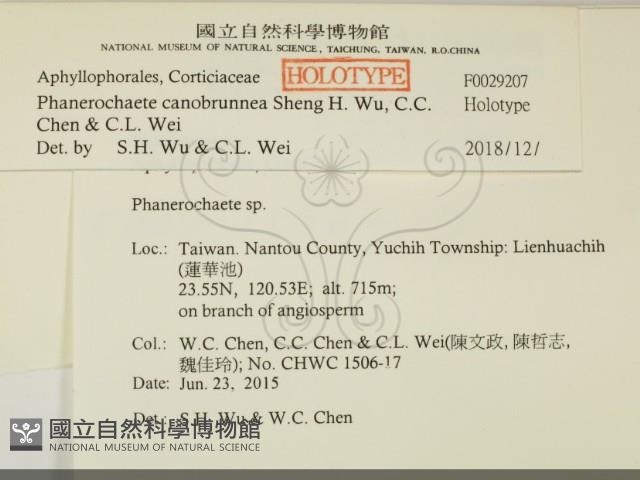 國立自然科學博物館
NATIONAL MUSEUM OF NATURAL SCIENCE, TAICHUNG, TAIWAN, R.O.CHINA
Aphyllophorales, Corticiaceae HOLOTYPE F0029207
Phanerochaete canobrunnea Sheng H. Wu, C.C. Holotype
Chen & C.L. Wei
Det. by S.H. Wu & C.L. Wei 2018/12/
Phanerochaete sp.
Loc.: Taiwan. Nantou County, Yuchih Township: Lienhuachih
(蓮華池)
23.55N, 120.53E; alt. 715m;
on branch of angiosperm
Col.: W.C. Chen, C.C. Chen & C.L. Wei(陳文政, 陳哲志,
魏佳玲); No. CHWC 1506-17
Date: Jun. 23, 2015
Det.: S.H. Wu & W.C. Chen
國立自然科學博物館
NATIONAL MUSEUM OF NATURAL SCIENCE